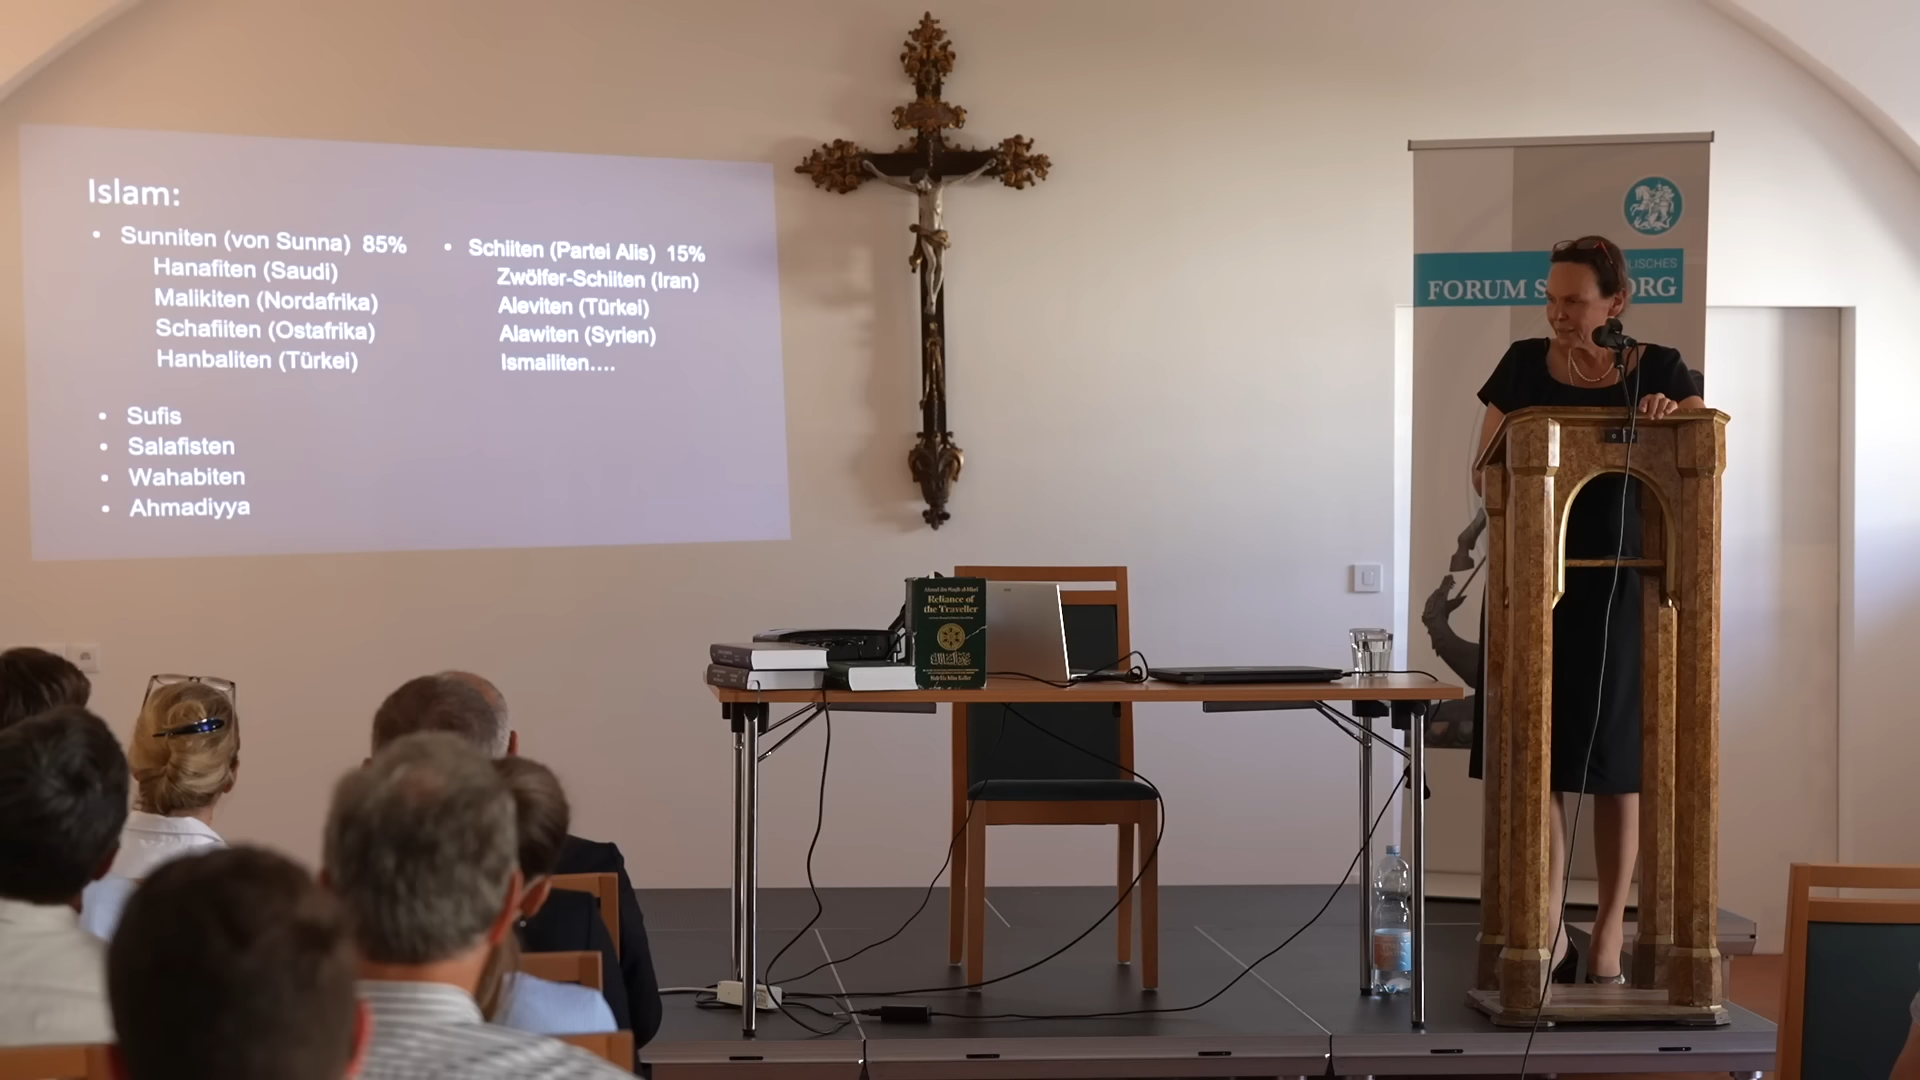 Islam:
• Sunniten (von Sunna) 85%
Hanafiten (Saudi)
Malikiten (Nordafrika)
Schafiiten (Ostafrika)
Hanbaliten (Türkei)
• Schiiten (Partei Alis) 15%
Zwölfer-Schiiten (Iran)
Aleviten (Türkei)
Alawiten (Syrien)
Ismailiten....
• Sufis
• Salafisten
• Wahabiten
• Ahmadiyya
Reliance of
the Traveller
LISCHES
FORUM S ORG